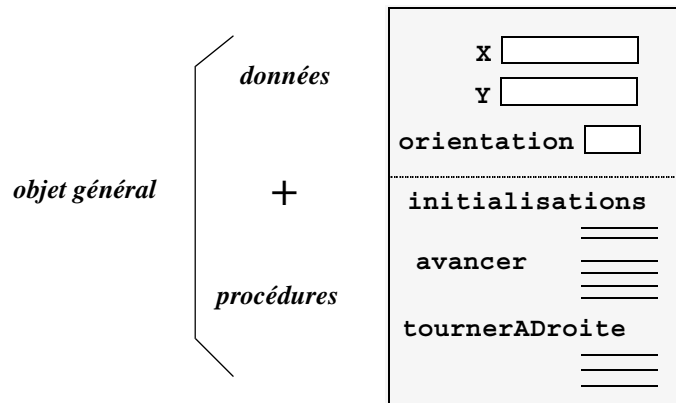 objet général
données
+
procédures
X
Y
orientation
initialisations
avancer
tournerADroite